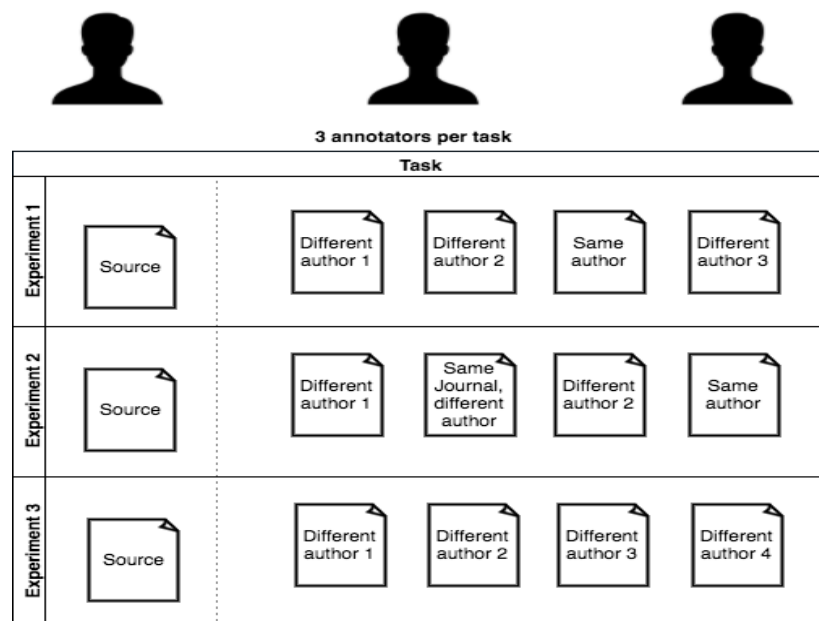 3 annotators per task
Task
Experiment 1
Source
Different
author 1
Different
author 2
Same
author
Different
author 3
Experiment 2
Source
Different
author 1
Same
Journal,
different
author
Different
author 2
Same
author
Experiment 3
Source
Different
author 1
Different
author 2
Different
author 3
Different
author 4